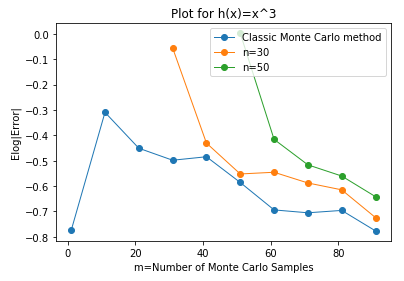 Plot for h(x)=x^3
Classic Monte Carlo method
n=30
n=50
Elog|Error|
0.0
−0.1
−0.2
−0.3
−0.4
−0.5
−0.6
−0.7
−0.8
0
20
40
60
80
m=Number of Monte Carlo Samples